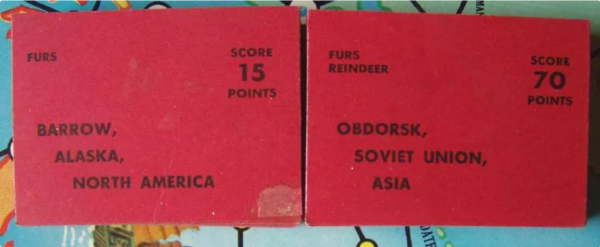 FURS
SCORE
15
POINTS
BARROW,
ALASKA,
NORTH AMERICA
FURS
REINDEER
SCORE
70
POINTS
OBDORSK,
SOVIET UNION,
ASIA